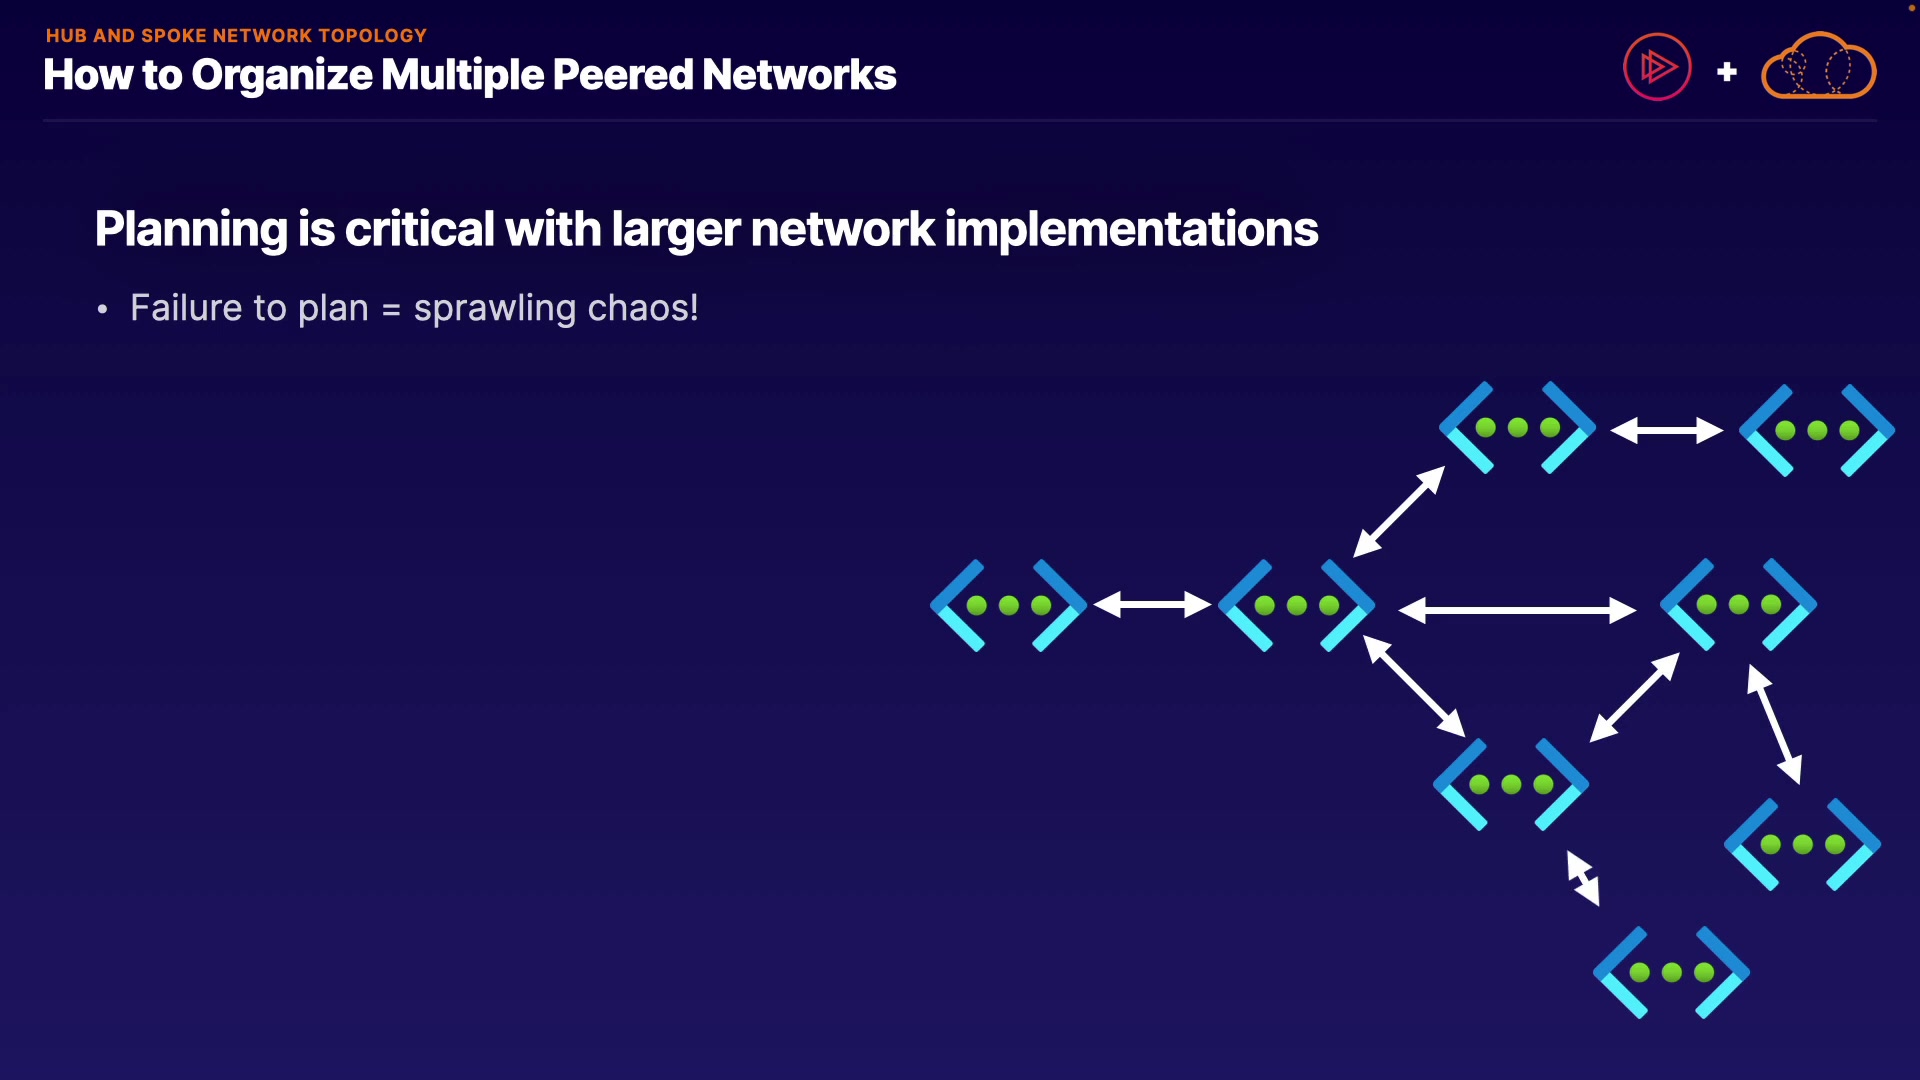 HUB AND SPOKE NETWORK TOPOLOGY
How to Organize Multiple Peered Networks
Planning is critical with larger network implementations
• Failure to plan = sprawling chaos!